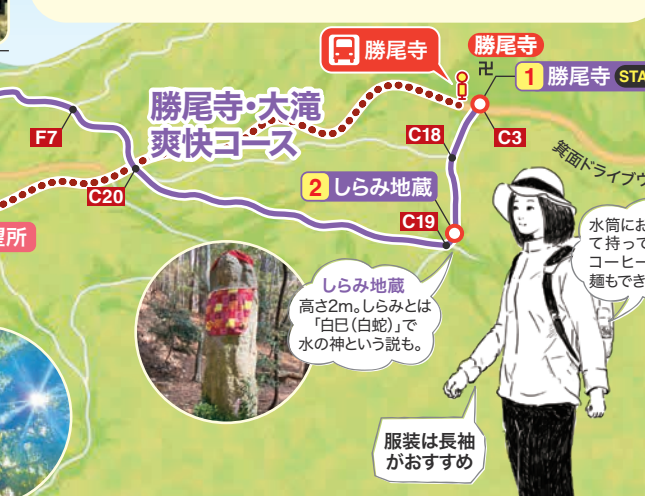 勝尾寺
勝尾寺
卍
1 勝尾寺 STA
勝尾寺・大滝
爽快コース
F7
C18
C3
箕面ドライブウ
C20
2 しらみ地蔵
C19
望所
しらみ地蔵
高さ2m。しらみとは
「白巳(白蛇)」で
水の神という説も。
水筒にお
て持って
コーヒー
麺もでき
服装は長袖
がおすすめ